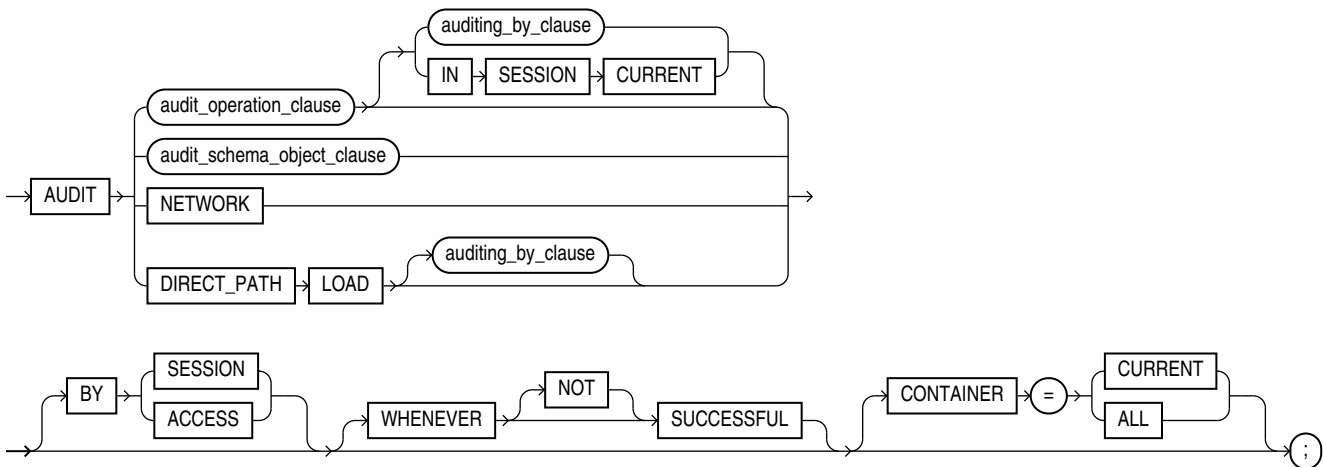 auditing_by_clause
IN SESSION CURRENT
audit_operation_clause
audit_schema_object_clause
AUDIT
NETWORK
auditing_by_clause
DIRECT_PATH LOAD
SESSION
BY
ACCESS
NOT
WHENEVER SUCCESSFUL
CURRENT
CONTAINER =
ALL
;